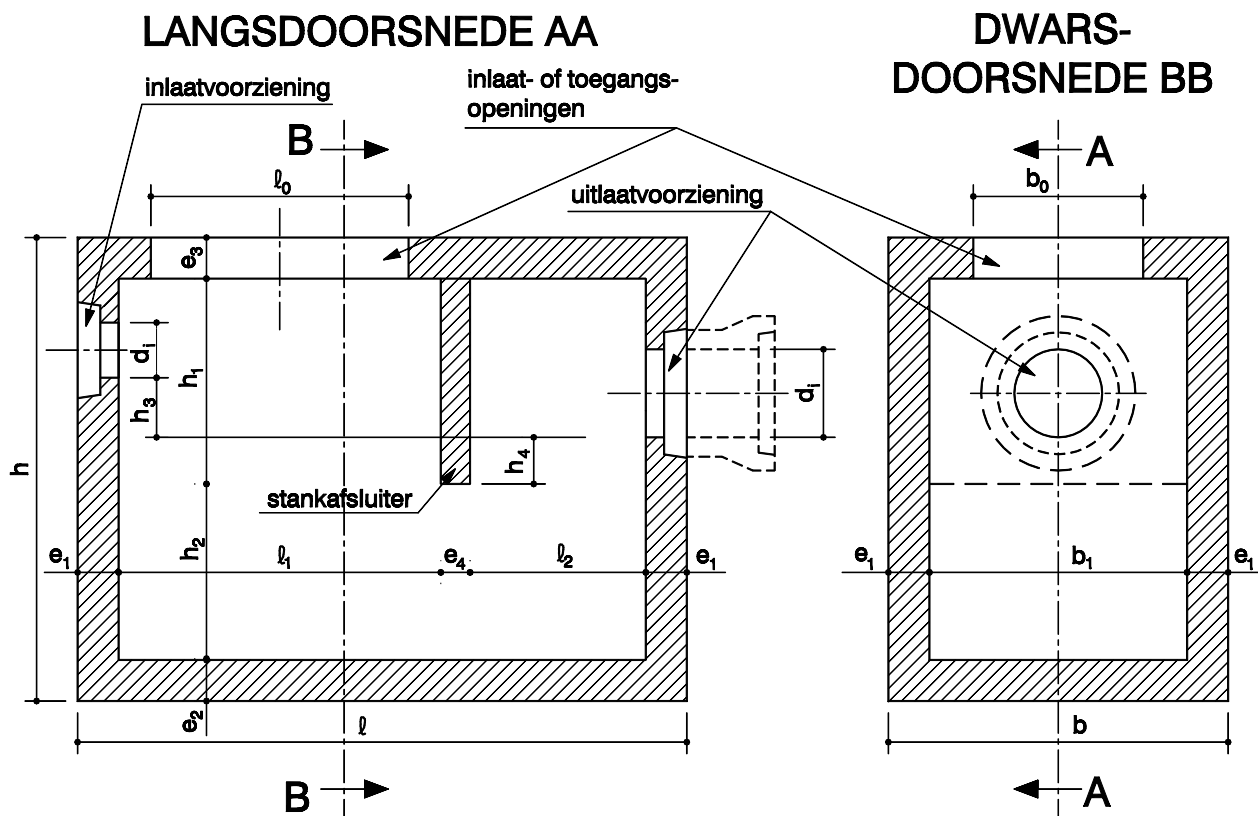 LANGSDOORSNEDE AA
DWARS-
DOORSNEDE BB
inlaatvoorziening
inlaat- of toegangs-
openingen
B
A
ℓ₀
b₀
uitlaatvoorziening
e₃
dᵢ
h₁
h₃
dᵢ
h
h₄
stankafsluiter
h₂
e₁
ℓ₁
e₄
ℓ₂
e₁
e₁
b₁
e₁
e₂
ℓ
b
B
A